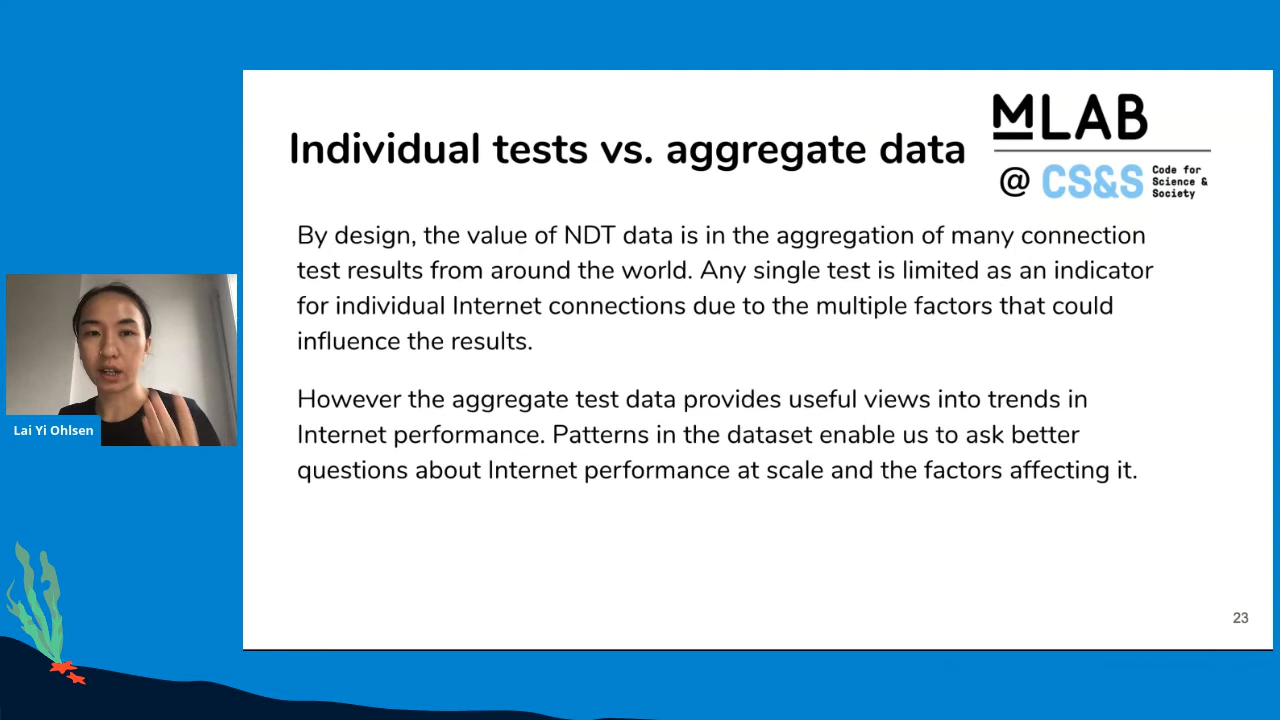 Individual tests vs. aggregate data
MLAB
@ CS&S Code for
Science &
Society
By design, the value of NDT data is in the aggregation of many connection
test results from around the world. Any single test is limited as an indicator
for individual Internet connections due to the multiple factors that could
influence the results.
However the aggregate test data provides useful views into trends in
Internet performance. Patterns in the dataset enable us to ask better
questions about Internet performance at scale and the factors affecting it.
Lai Yi Ohlsen
23